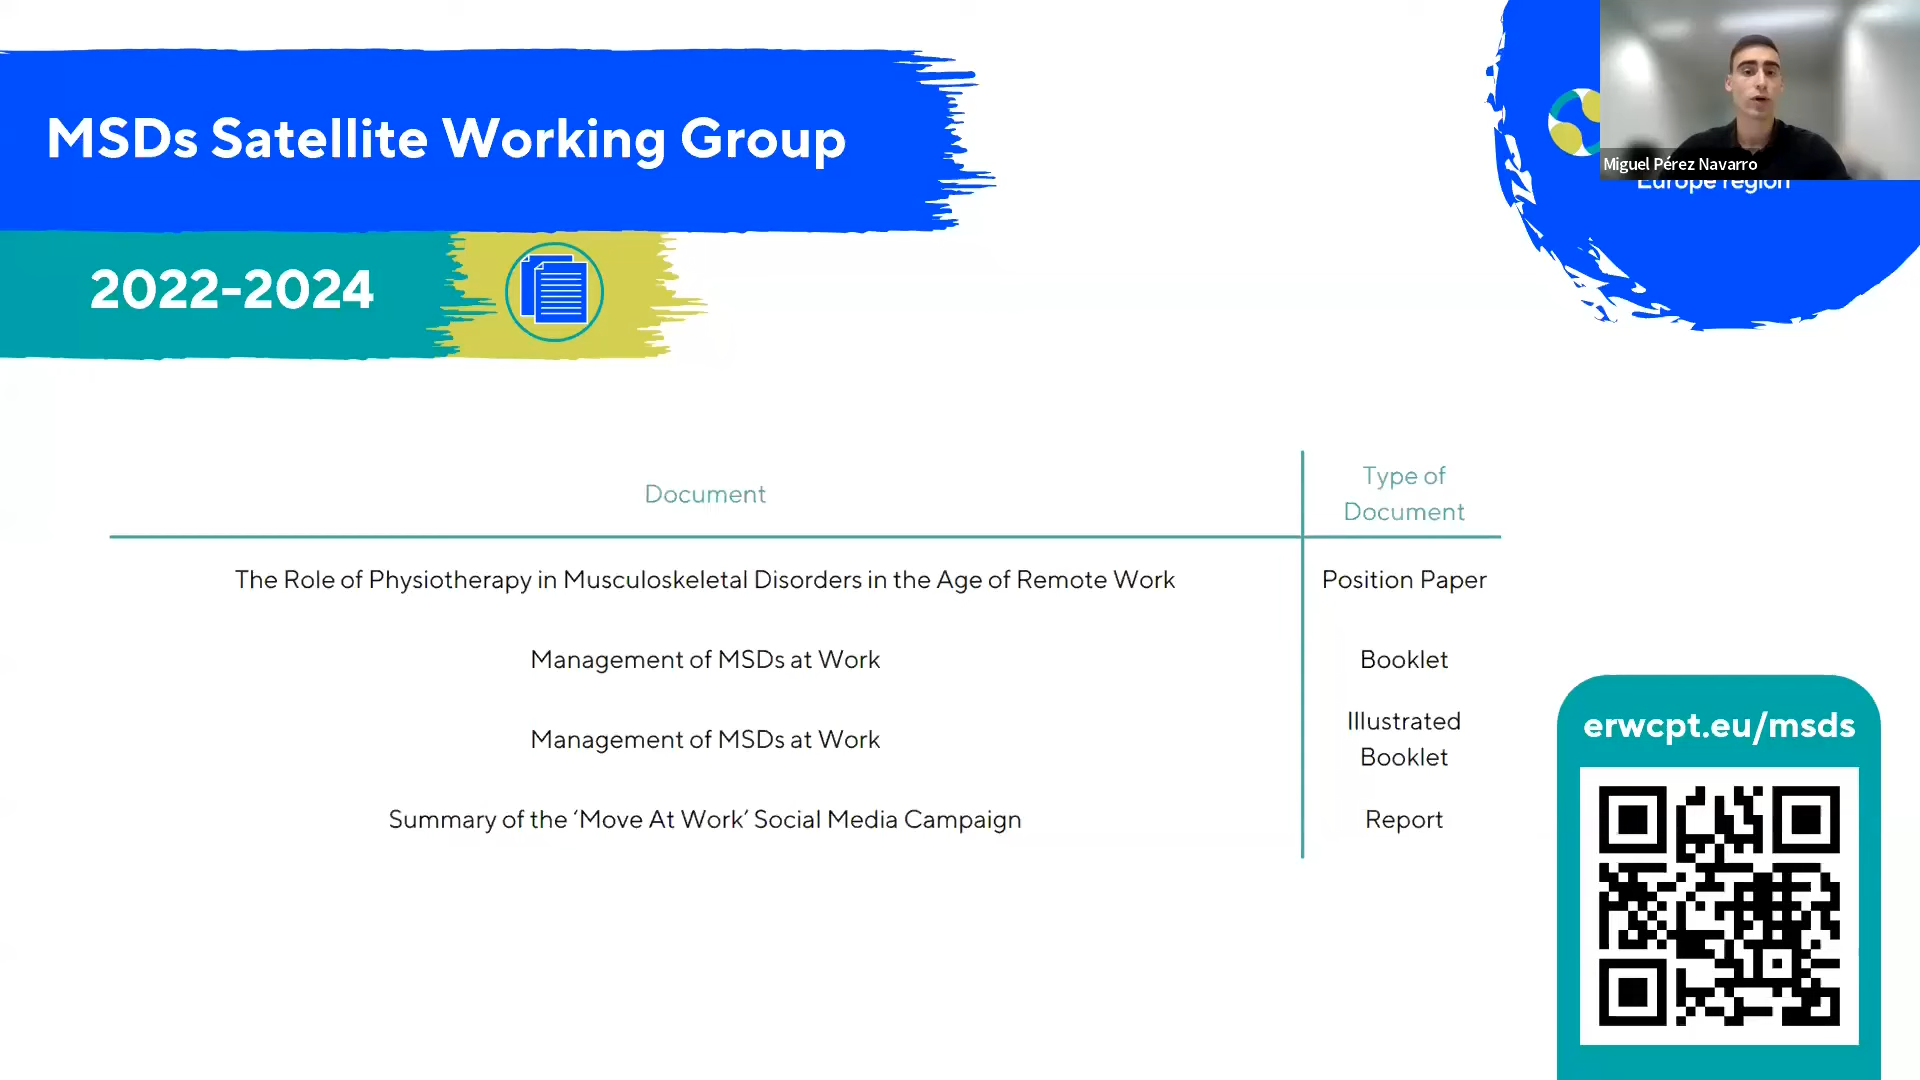 MSDs Satellite Working Group
Miguel Pérez Navarro
Europe region
2022-2024
Document
Type of
Document
The Role of Physiotherapy in Musculoskeletal Disorders in the Age of Remote Work
Position Paper
Management of MSDs at Work
Booklet
Management of MSDs at Work
Illustrated
Booklet
Summary of the ‘Move At Work’ Social Media Campaign
Report
erwcpt.eu/msds